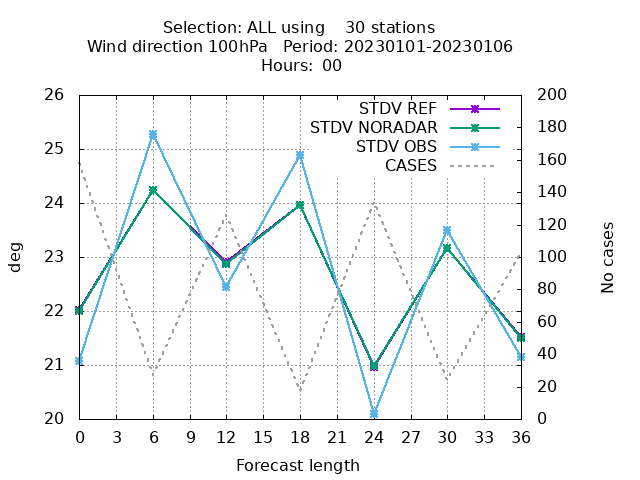 Selection: ALL using    30 stations
Wind direction 100hPa   Period: 20230101-20230106
Hours: 00
STDV REF
STDV NORADAR
STDV OBS
CASES
26
25
24
23
22
21
20
deg
200
180
160
140
120
100
80
60
40
20
0
No cases
0 3 6 9 12 15 18 21 24 27 30 33 36
Forecast length